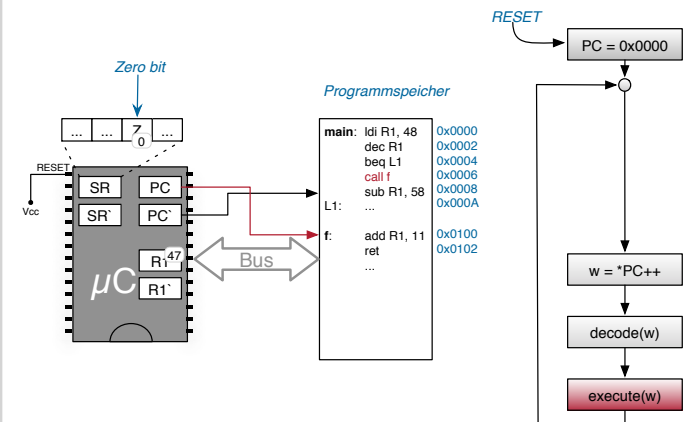 RESET
PC = 0x0000
Zero bit
Programmspeicher
... ... Z ...
0
main: ldi R1, 48 0x0000
dec R1 0x0002
beq L1 0x0004
call f 0x0006
sub R1, 58 0x0008
L1: ... 0x000A
f: add R1, 11 0x0100
ret 0x0102
...
RESET
Vcc
SR PC
SR` PC`
R1 47
R1`
µC
Bus
w = *PC++
decode(w)
execute(w)